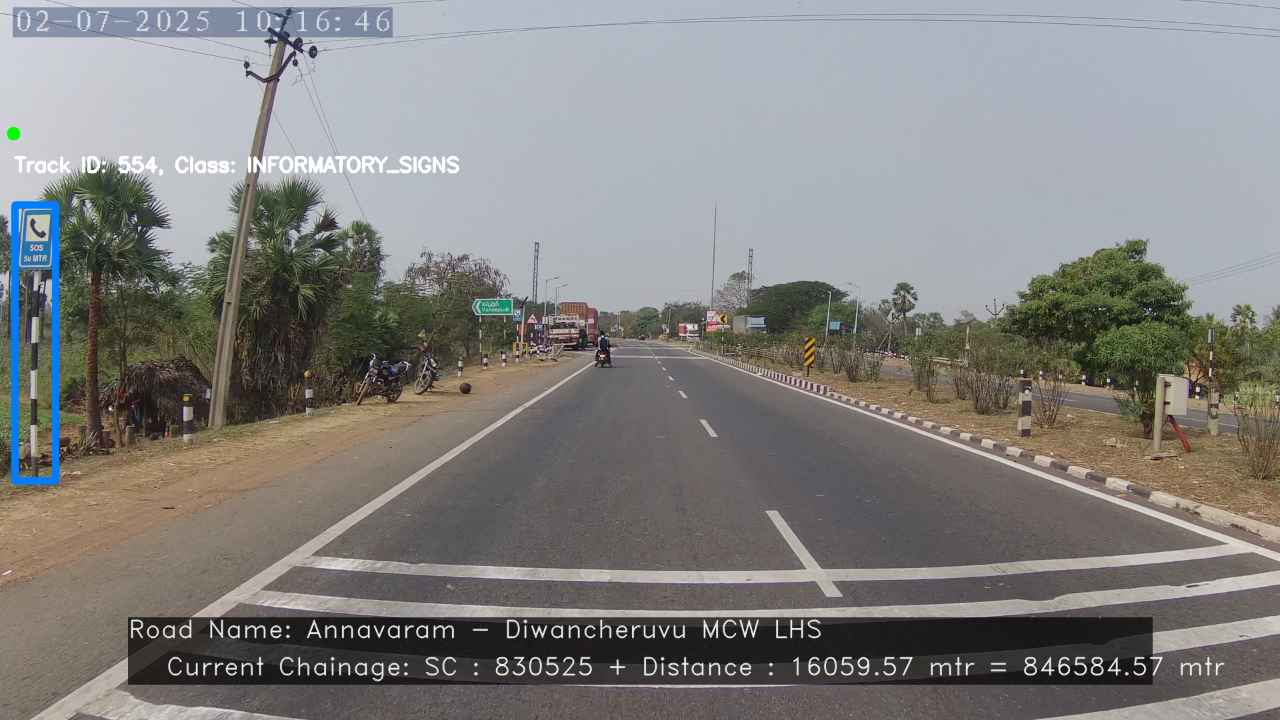 02-07-2025 10:16:46
Track ID: 554, Class: INFORMATORY_SIGNS
SOS
50 MTR
Road Name: Annavaram - Diwancheruvu MCW LHS
Current Chainage: SC : 830525 + Distance : 16059.57 mtr = 846584.57 mtr